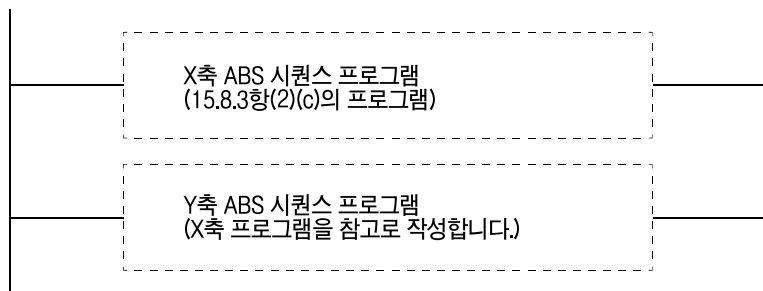 X축 ABS 시퀀스 프로그램
(15.8.3항(2)(c)의 프로그램)
Y축 ABS 시퀀스 프로그램
(X축 프로그램을 참고로 작성합니다.)